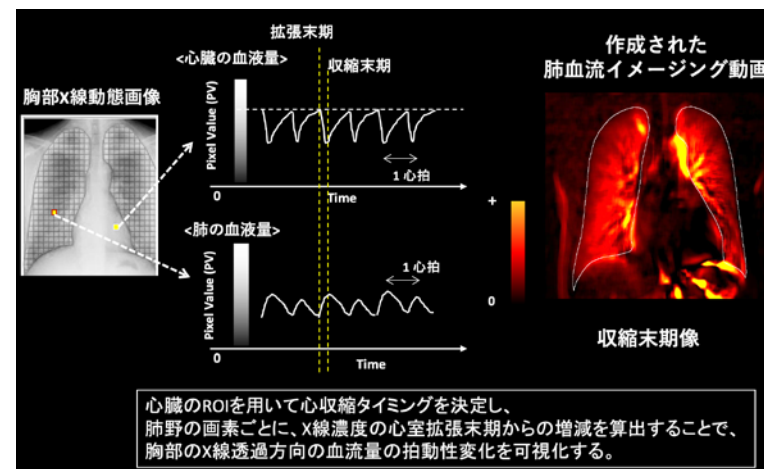 拡張末期
<心臓の血液量>
収縮末期
作成された
肺血流イメージング動画
胸部X線動態画像
Pixel Value (PV)
1 心拍
0
Time
<肺の血液量>
Pixel Value (PV)
1 心拍
0
Time
+
0
収縮末期像
心臓のROIを用いて心収縮タイミングを決定し、
肺野の画素ごとに、X線濃度の心室拡張末期からの増減を算出することで、
胸部のX線透過方向の血流量の拍動性変化を可視化する。